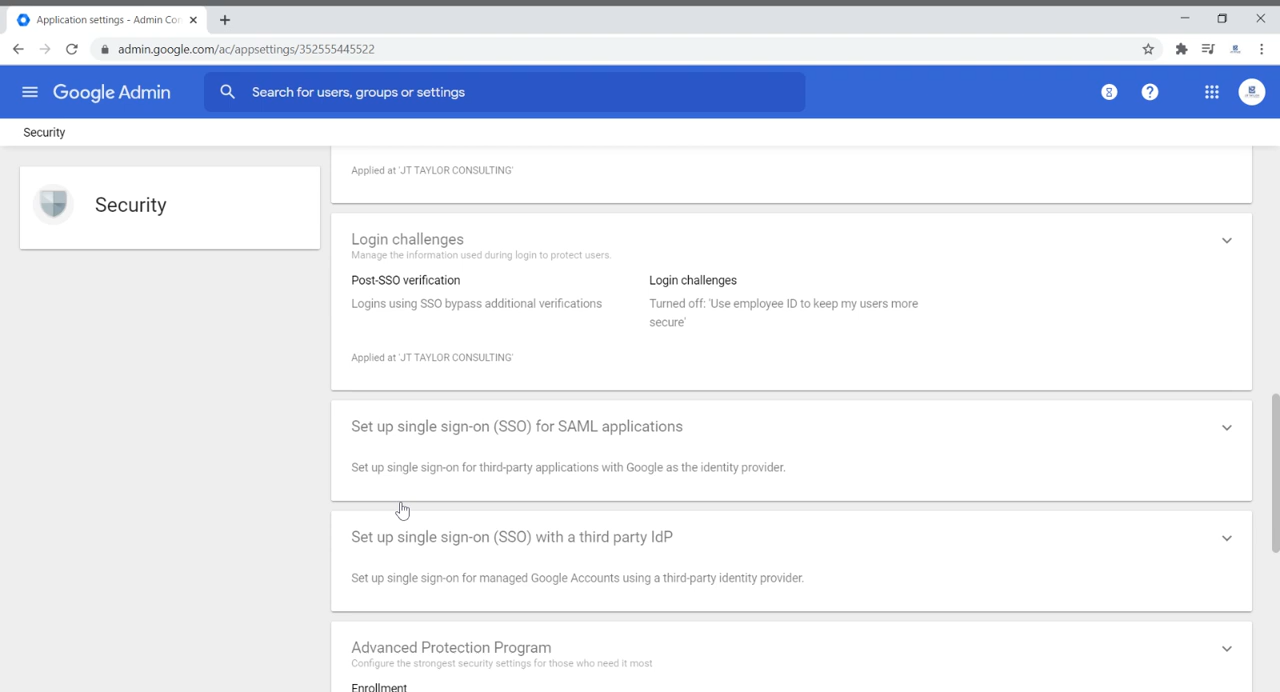 Application settings - Admin Con
admin.google.com/ac/appsettings/352555445522
Google Admin
Search for users, groups or settings
Security
Security
Applied at 'JT TAYLOR CONSULTING'
Login challenges
Manage the information used during login to protect users.
Post-SSO verification
Login challenges
Logins using SSO bypass additional verifications
Turned off: 'Use employee ID to keep my users more
secure'
Applied at 'JT TAYLOR CONSULTING'
Set up single sign-on (SSO) for SAML applications
Set up single sign-on for third-party applications with Google as the identity provider.
Set up single sign-on (SSO) with a third party IdP
Set up single sign-on for managed Google Accounts using a third-party identity provider.
Advanced Protection Program
Configure the strongest security settings for those who need it most
Enrollment